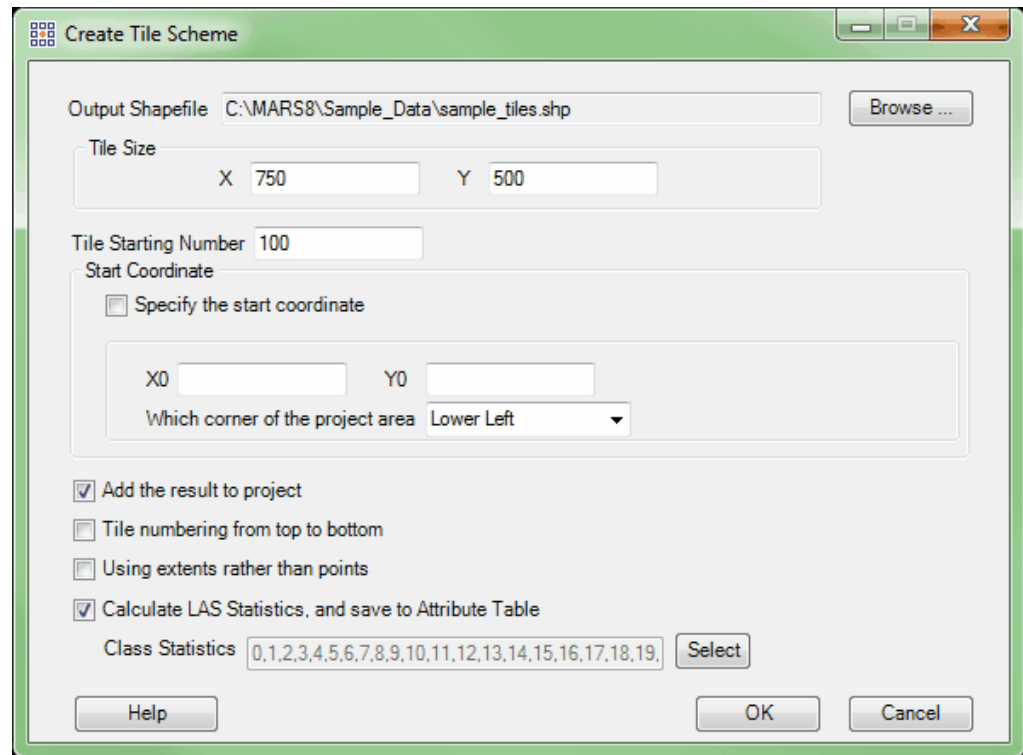 Create Tile Scheme
Output Shapefile C:\MARS8\Sample_Data\sample_tiles.shp Browse ...
Tile Size
X 750 Y 500
Tile Starting Number 100
Start Coordinate
Specify the start coordinate
X0 Y0
Which corner of the project area Lower Left
Add the result to project
Tile numbering from top to bottom
Using extents rather than points
Calculate LAS Statistics, and save to Attribute Table
Class Statistics 0,1,2,3,4,5,6,7,8,9,10,11,12,13,14,15,16,17,18,19, Select
Help OK Cancel